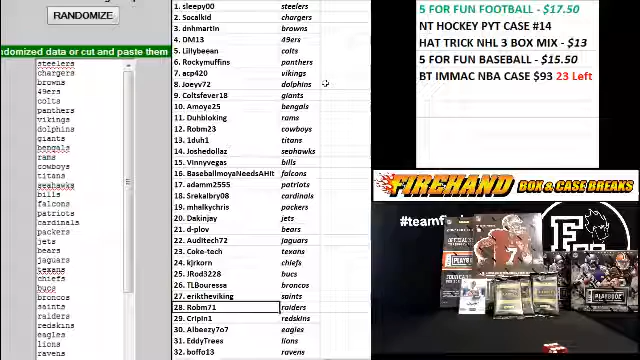 RANDOMIZE
ndomized data or cut and paste them
steelers
chargers
browns
49ers
colts
panthers
vikings
dolphins
giants
bengals
rams
cowboys
titans
seahawks
bills
falcons
patriots
cardinals
packers
jets
bears
jaguars
texans
chiefs
bucs
broncos
saints
raiders
redskins
eagles
lions
ravens
1. sleepy00 steelers
2. Socalkid chargers
3. dnhmartin browns
4. DM13 49ers
5. Lillybeean colts
6. Rockymuffins panthers
7. acp420 vikings
8. Joeyy72 dolphins
9. Coltsfever18 giants
10. Amoye25 bengals
11. Duhbloking rams
12. Robm23 cowboys
13. 1duh1 titans
14. Joshedollaz seahawks
15. Vinnyvegas bills
16. BaseballmoyaNeedsAHit falcons
17. adamm2555 patriots
18. Srekalbry08 cardinals
19. mhalkychris packers
20. Dakinjay jets
21. d-plov bears
22. Auditech72 jaguars
23. Coke-tech texans
24. kjrkorn chiefs
25. JRod3228 bucs
26. TLBouressa broncos
27. eriktheviking saints
28. Robm71 raiders
29. Cripin1 redskins
30. Albeezy7o7 eagles
31. EddyTrees lions
32. boffo13 ravens
5 FOR FUN FOOTBALL - $17.50
NT HOCKEY PYT CASE #14
HAT TRICK NHL 3 BOX MIX - $13
5 FOR FUN BASEBALL - $15.50
BT IMMAC NBA CASE $93 23 Left
FIREHAND BOX & CASE BREAKS
#teamf
PLAYBOOK